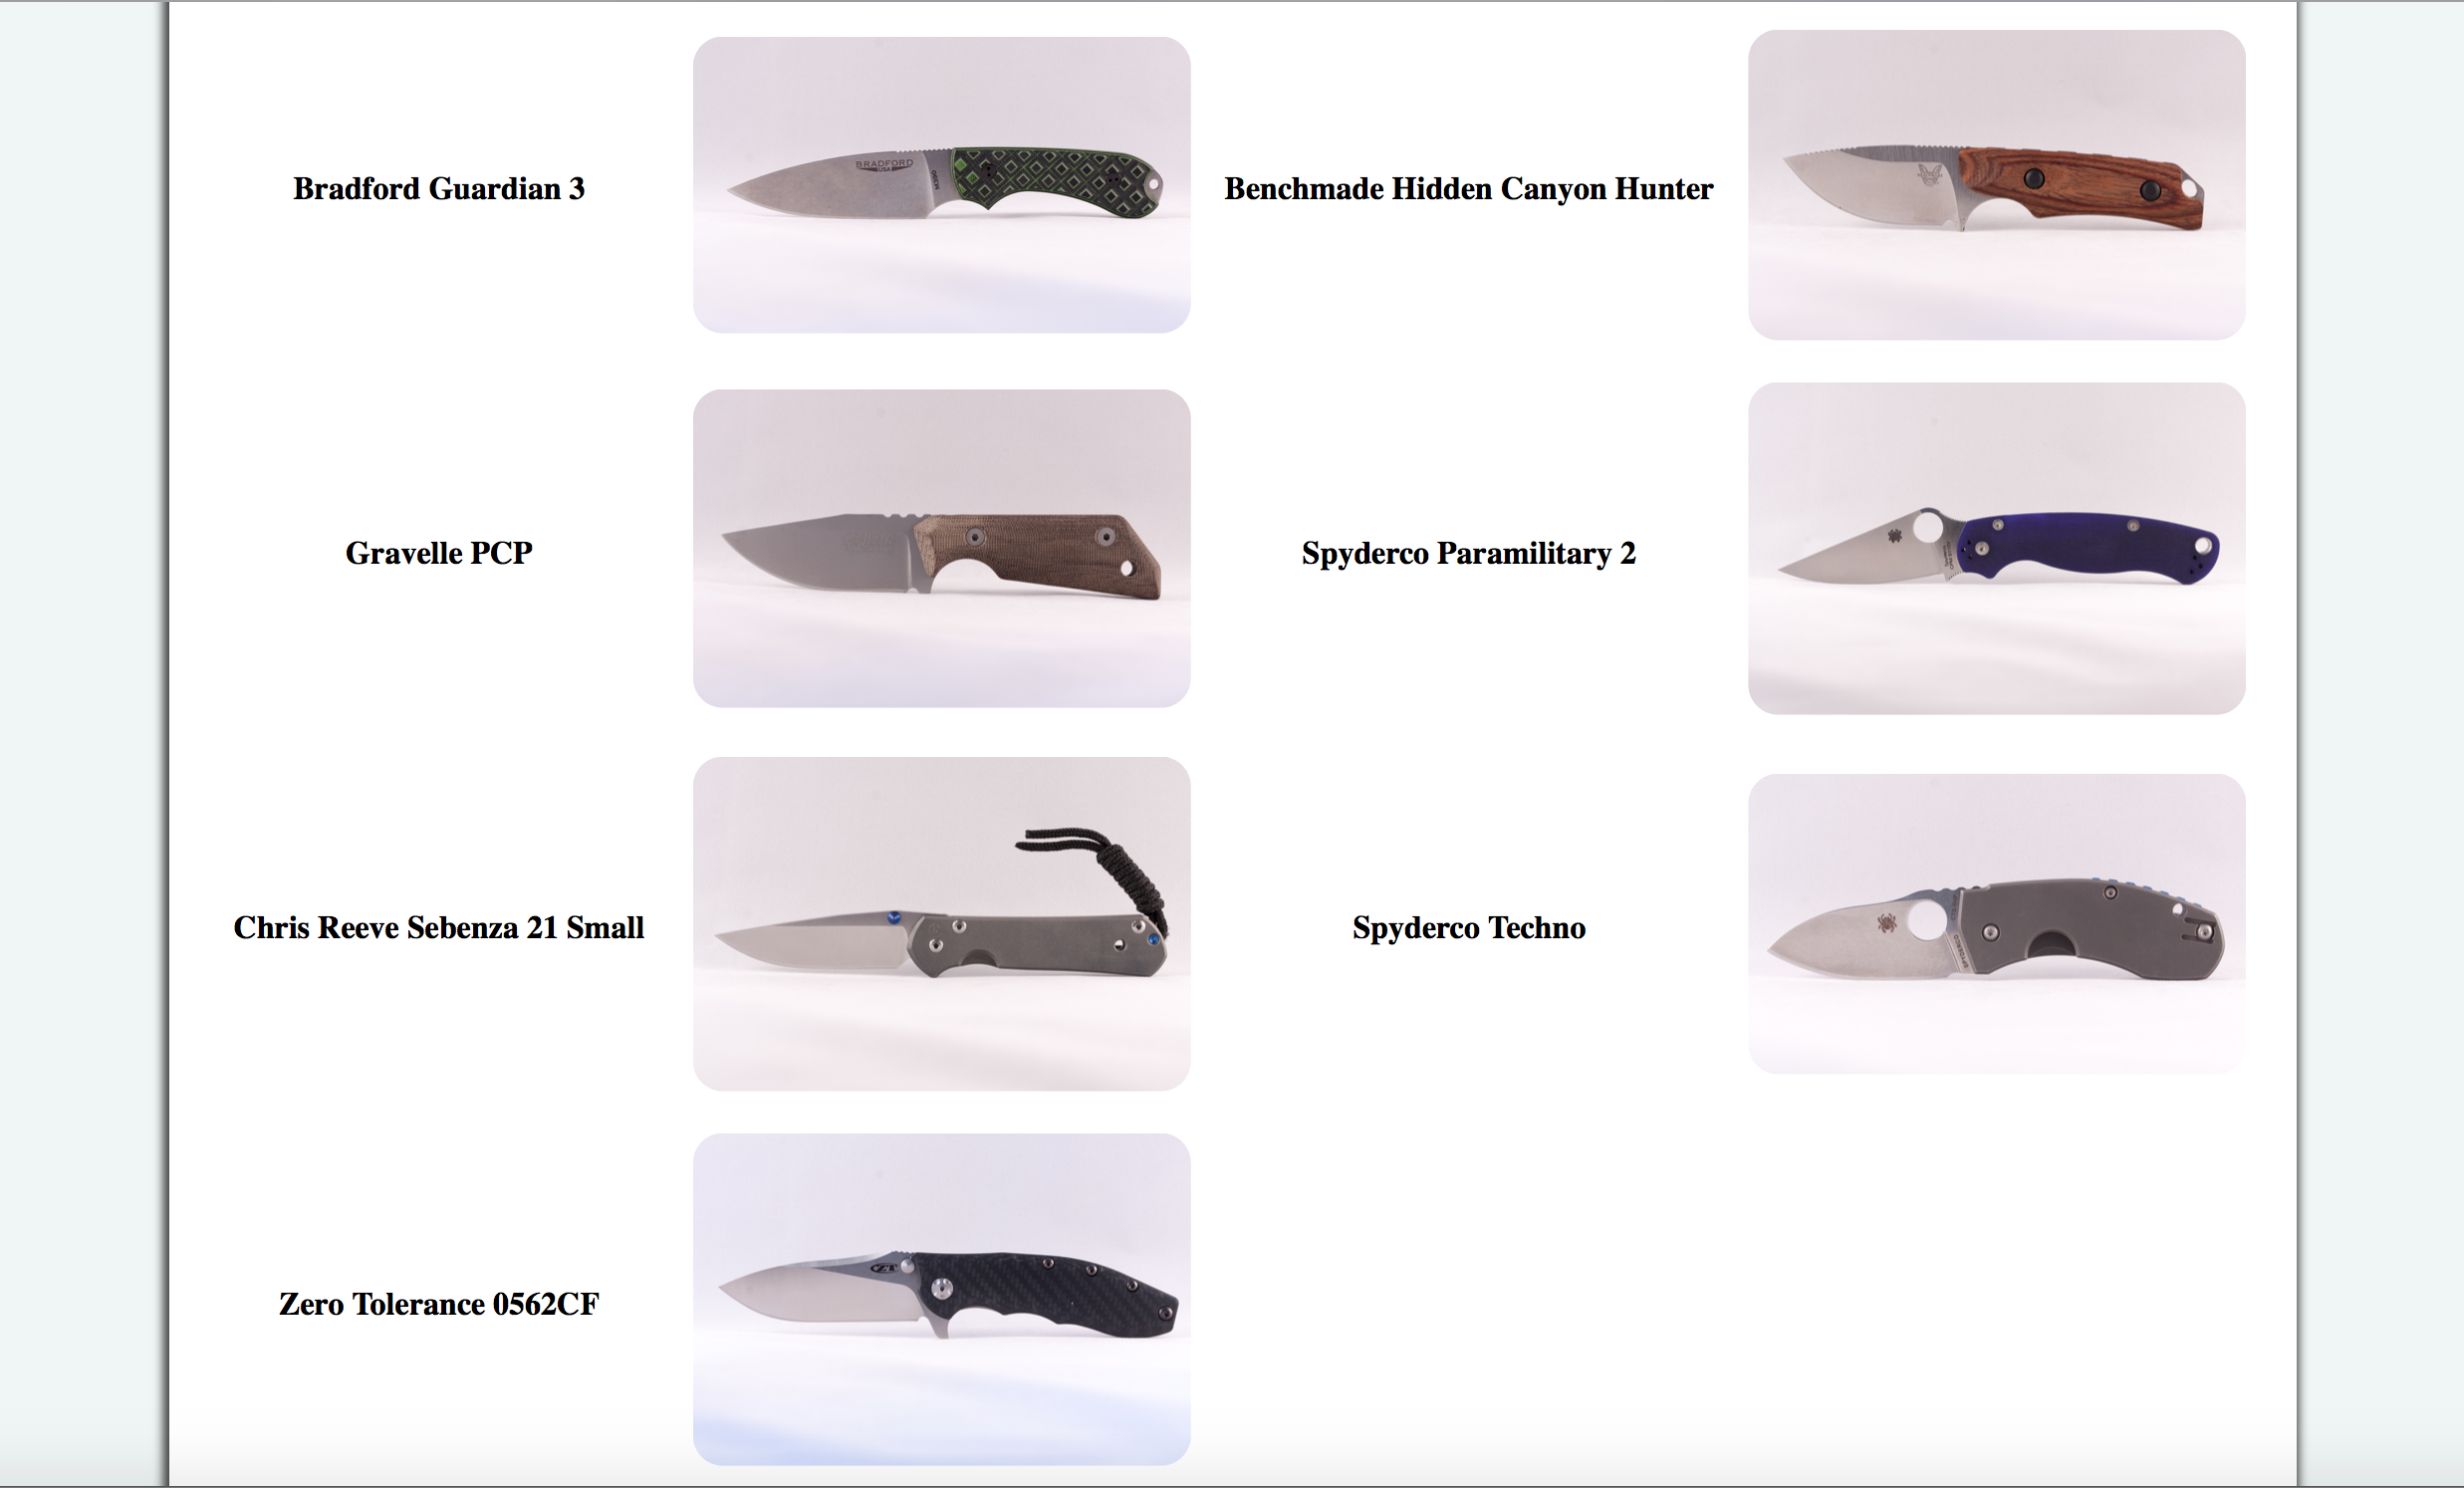 Bradford Guardian 3
BRADFORD
USA
Benchmade Hidden Canyon Hunter
Gravelle PCP
Spyderco Paramilitary 2
Chris Reeve Sebenza 21 Small
Spyderco Techno
SPYDERCO
Zero Tolerance 0562CF
ZT